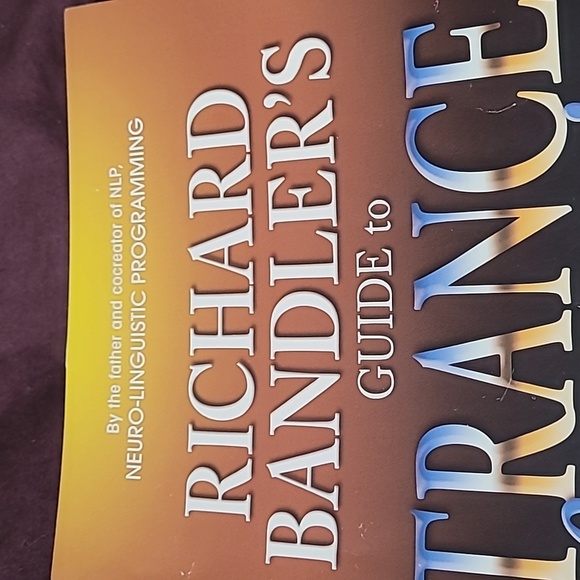 By the father and cocreator of NLP,
NEURO-LINGUISTIC PROGRAMMING
RICHARD
BANDLER'S
GUIDE to
TRANCE